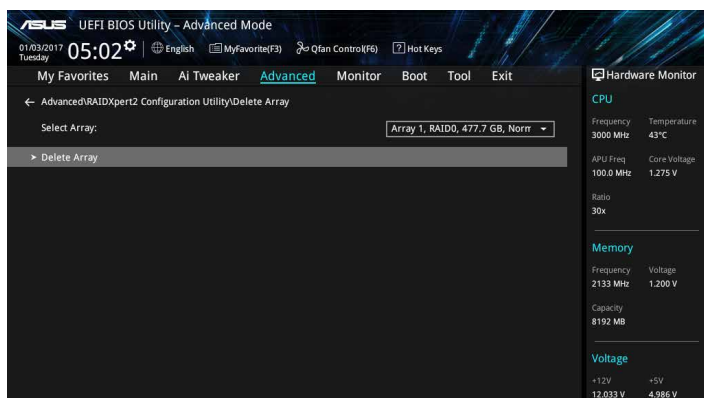 ASUS UEFI BIOS Utility – Advanced Mode
01/03/2017 Tuesday 05:02 English MyFavorite(F3) Qfan Control(F6) ? Hot Keys
My Favorites Main Ai Tweaker Advanced Monitor Boot Tool Exit
← Advanced\RAIDXpert2 Configuration Utility\Delete Array
Select Array: Array 1, RAID0, 477.7 GB, Norm
> Delete Array
Hardware Monitor
CPU
Frequency Temperature
3000 MHz 43°C
APU Freq Core Voltage
100.0 MHz 1.275 V
Ratio
30x
Memory
Frequency Voltage
2133 MHz 1.200 V
Capacity
8192 MB
Voltage
+12V +5V
12.033 V 4.986 V